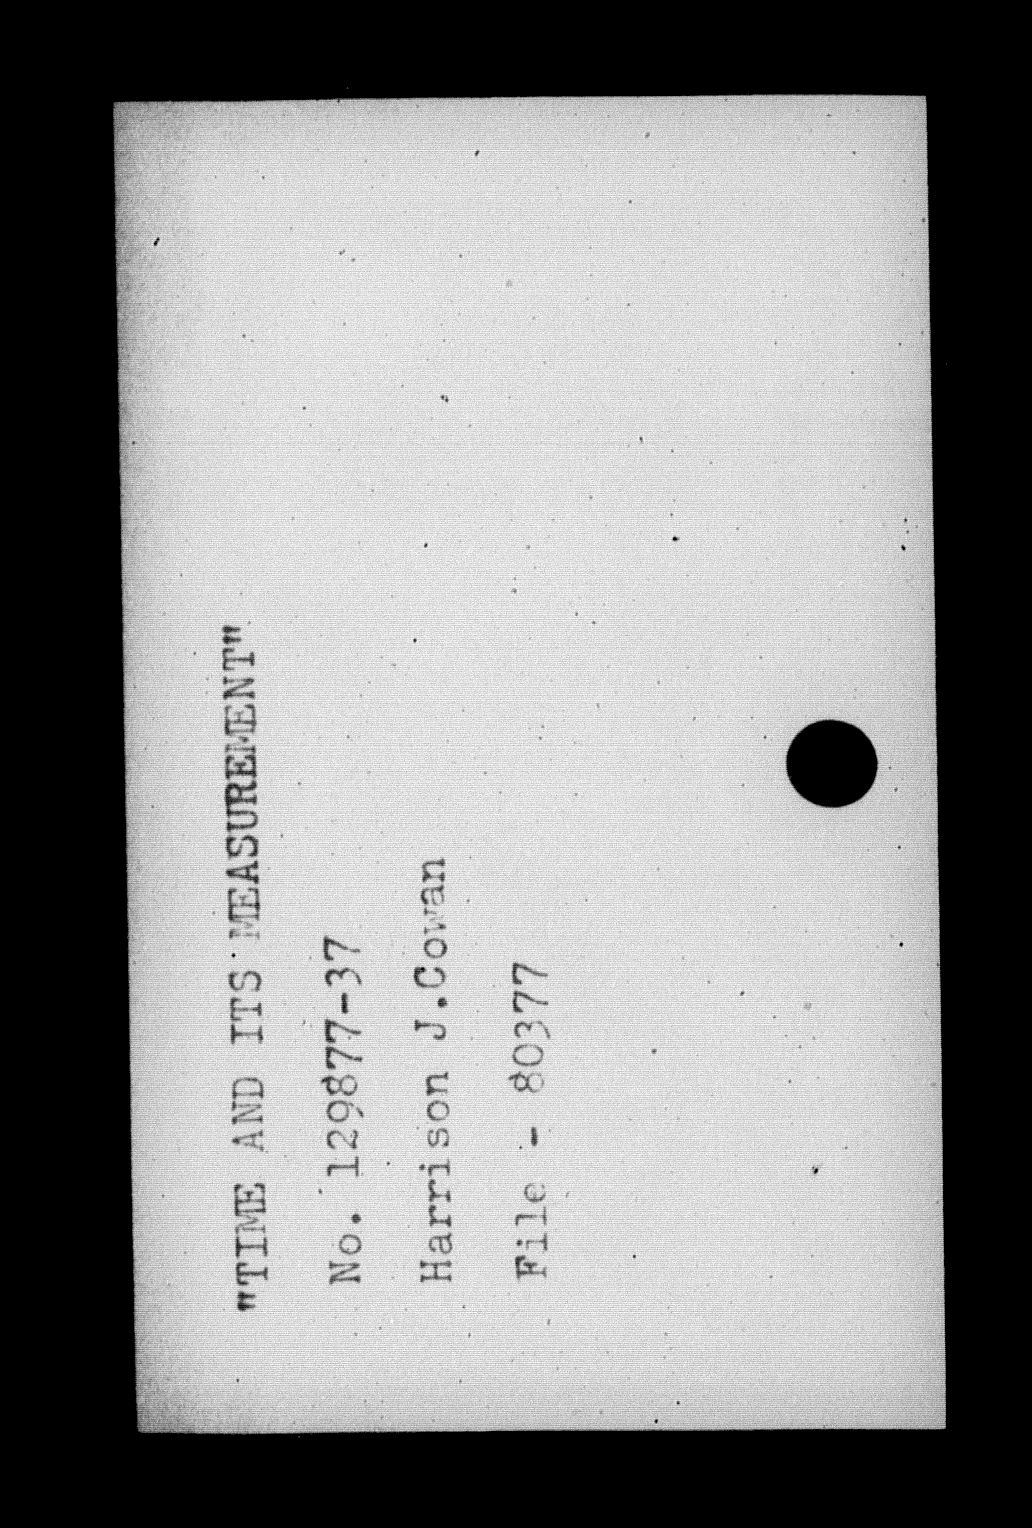 "TIME AND ITS MEASUREMENT"
No. 129877-37
Harrison J.Cowan
File - 80377